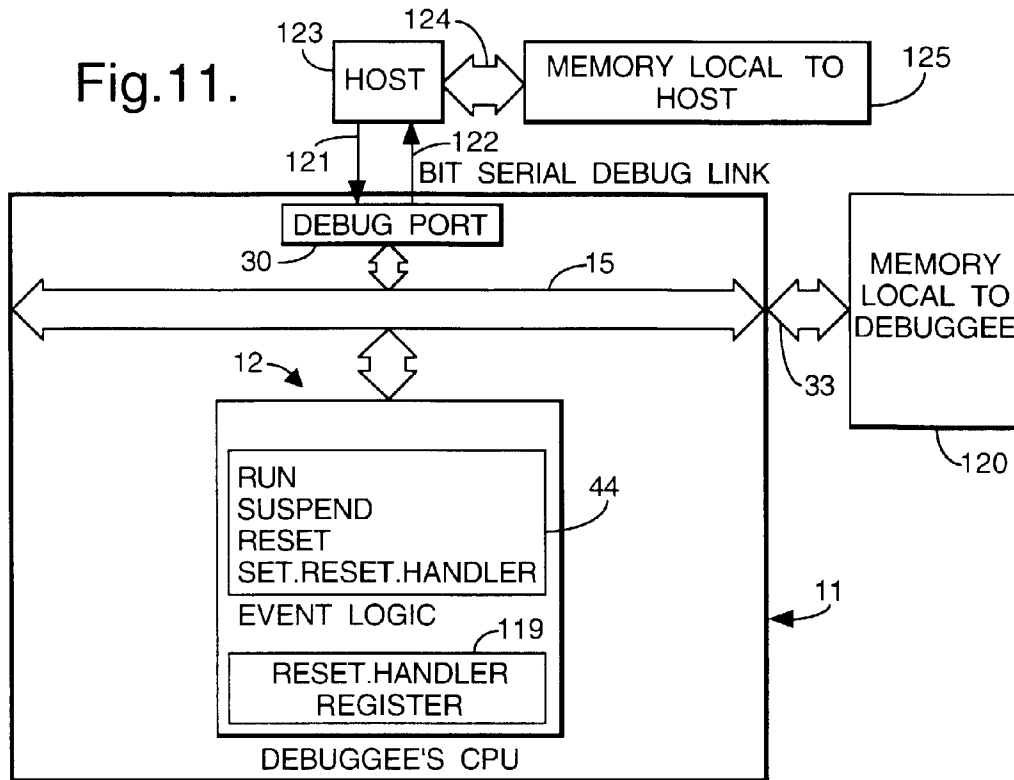 Fig.11.
123
HOST
124
MEMORY LOCAL TO
HOST
125
121
122
BIT SERIAL DEBUG LINK
DEBUG PORT
30
15
MEMORY
LOCAL TO
DEBUGGEE
33
120
12
RUN
SUSPEND
RESET
SET.RESET.HANDLER
44
EVENT LOGIC
119
RESET.HANDLER
REGISTER
11
DEBUGGEE'S CPU